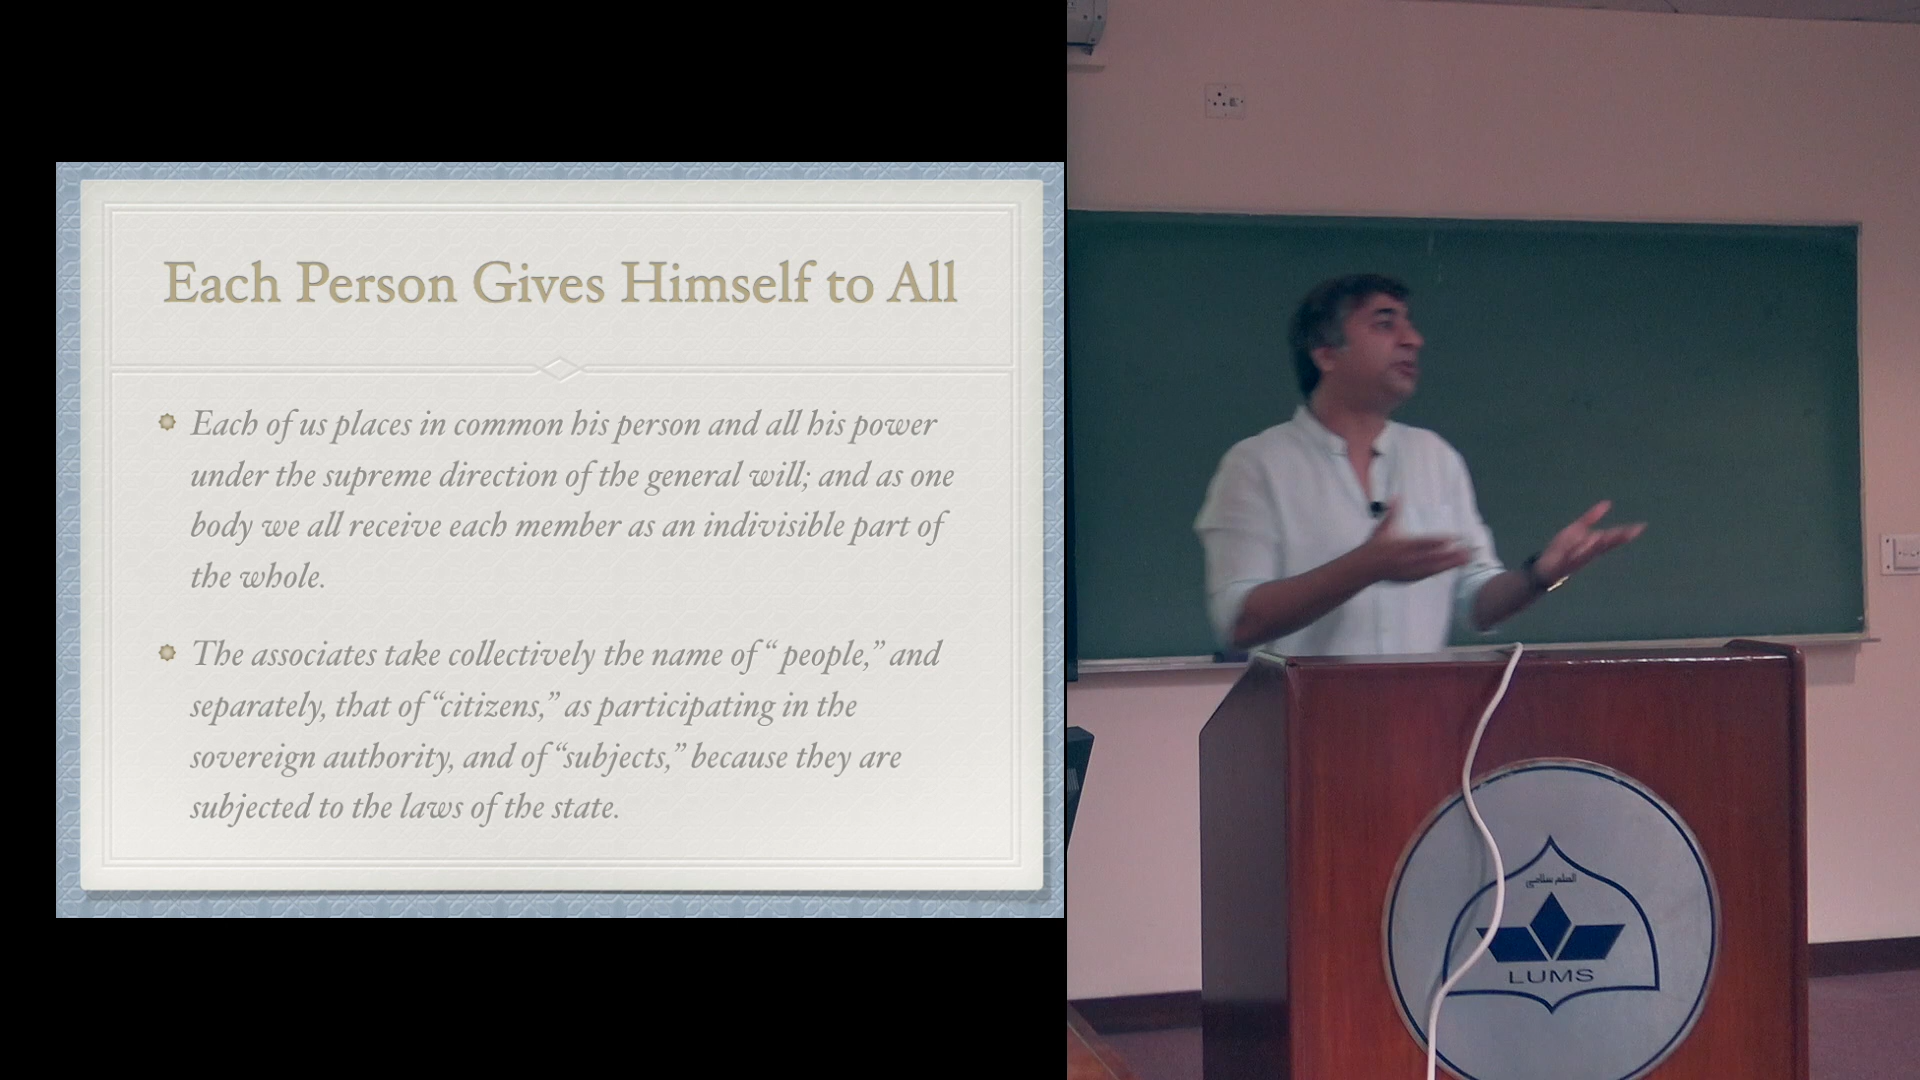 Each Person Gives Himself to All
Each of us places in common his person and all his power
under the supreme direction of the general will; and as one
body we all receive each member as an indivisible part of
the whole.
The associates take collectively the name of “ people,” and
separately, that of “citizens,” as participating in the
sovereign authority, and of “subjects,” because they are
subjected to the laws of the state.
LUMS